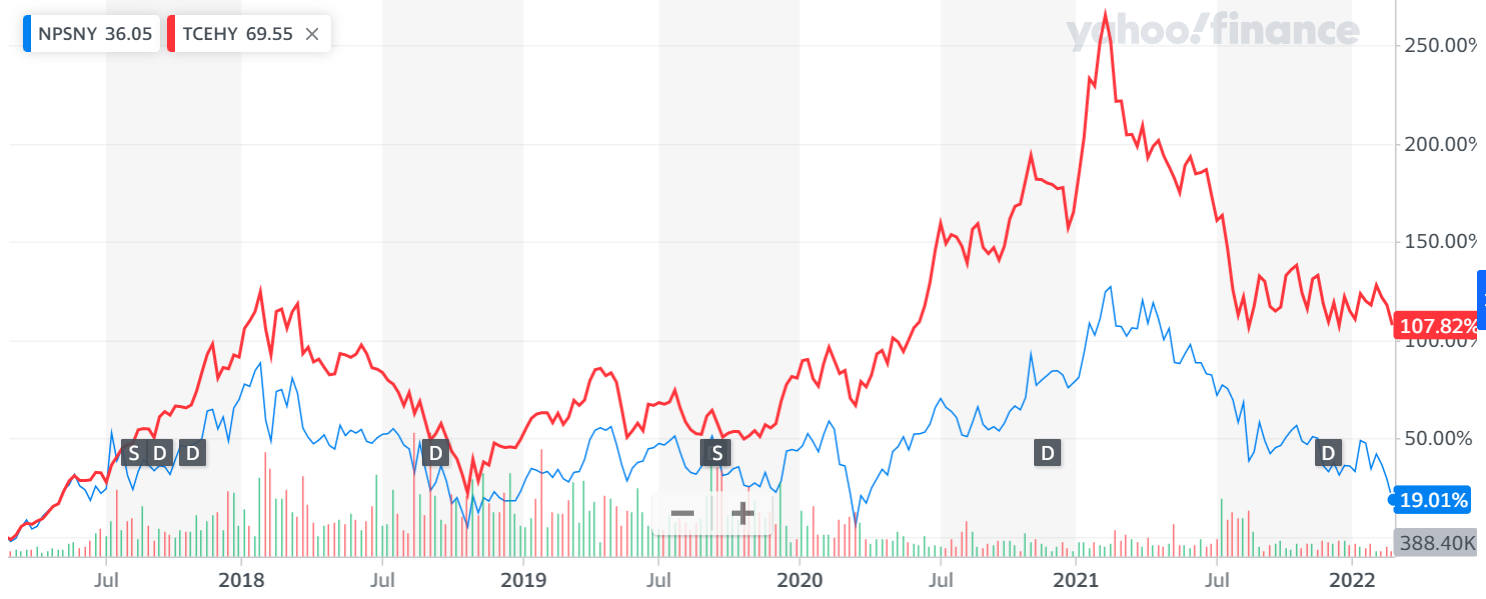 NPSNY 36.05 TCEHY 69.55 ×
yahoo!finance
250.00%
200.00%
150.00%
107.82%
100.00%
50.00%
19.01%
388.40K
S D D D S D D
− +
Jul 2018 Jul 2019 Jul 2020 Jul 2021 Jul 2022